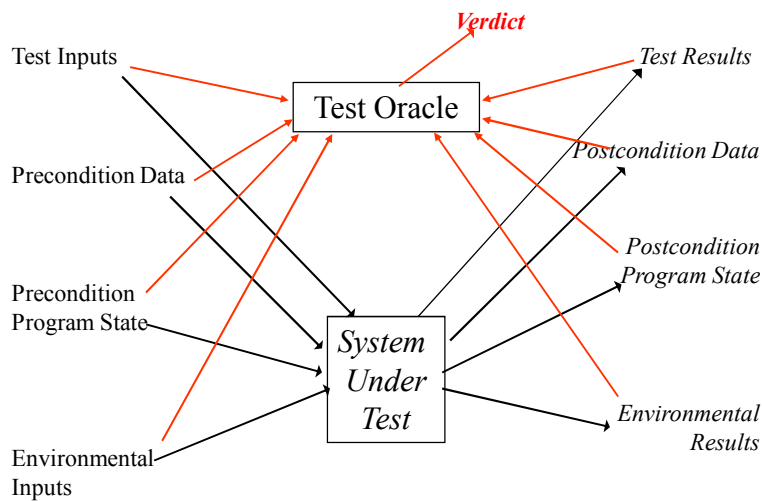 Verdict
Test Inputs
Test Results
Test Oracle
Postcondition Data
Precondition Data
Postcondition
Program State
Precondition
Program State
System
Under
Test
Environmental
Results
Environmental
Inputs